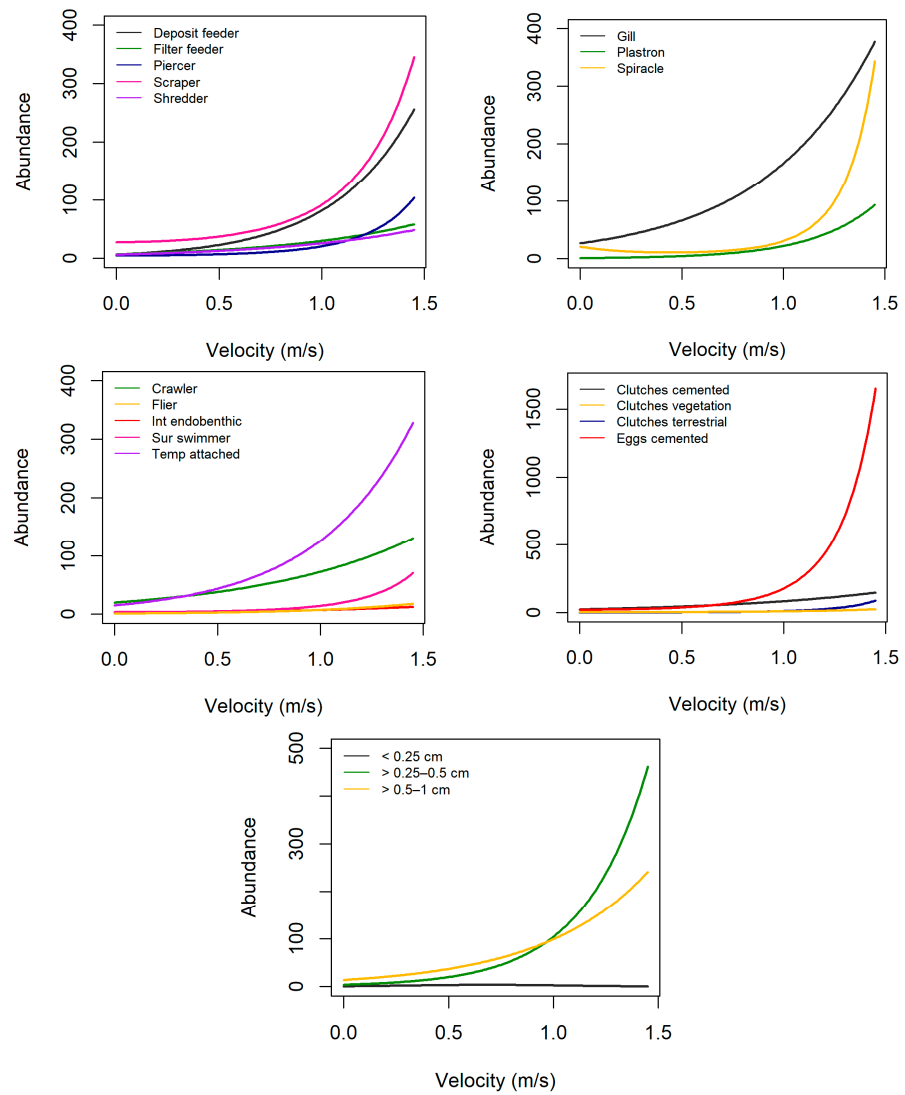 Deposit feeder
Filter feeder
Piercer
Scraper
Shredder
Abundance
0
100
200
300
400
0.0
0.5
1.0
1.5
Velocity (m/s)
Gill
Plastron
Spiracle
Abundance
0
100
200
300
400
0.0
0.5
1.0
1.5
Velocity (m/s)
Crawler
Flier
Int endobenthic
Sur swimmer
Temp attached
Abundance
0
100
200
300
400
0.0
0.5
1.0
1.5
Velocity (m/s)
Clutches cemented
Clutches vegetation
Clutches terrestrial
Eggs cemented
Abundance
0
500
1000
1500
0.0
0.5
1.0
1.5
Velocity (m/s)
< 0.25 cm
> 0.25–0.5 cm
> 0.5–1 cm
Abundance
0
100
300
500
0.0
0.5
1.0
1.5
Velocity (m/s)